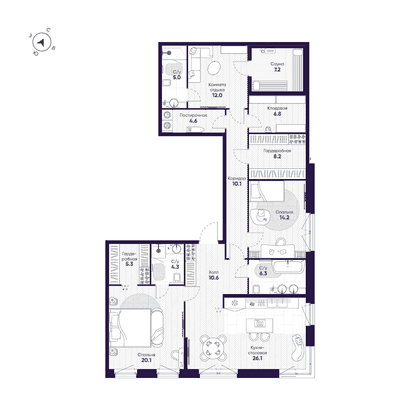 С
З
В
Ю
С/у
5.0
Комната
отдыха
12.0
Сауна
7.2
Постирочная
4.6
Кладовая
6.8
Гардеробная
8.2
Коридор
10.1
Спальня
14.2
Гарде-
робная
5.3
С/у
4.3
Холл
10.6
С/у
6.3
Спальня
20.1
Кухня-
столовая
26.1